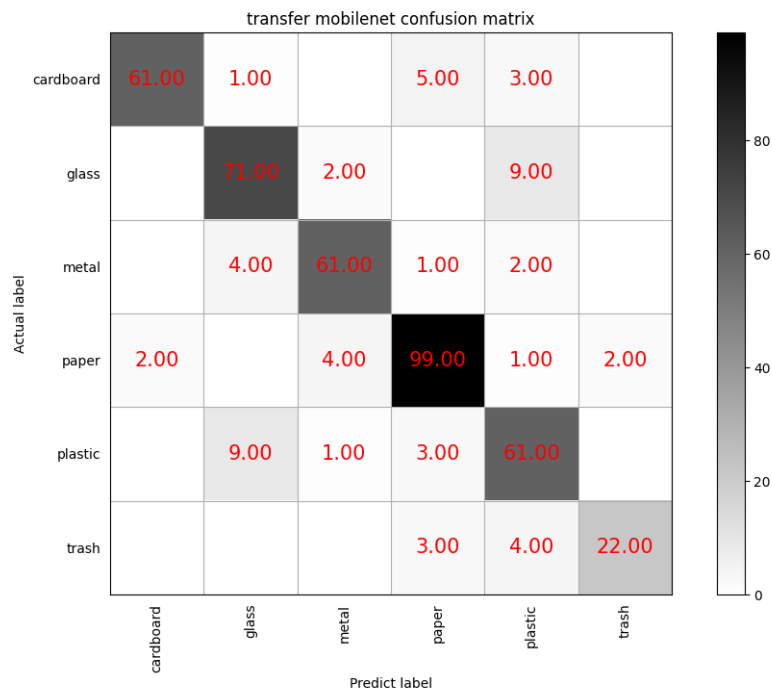 transfer mobilenet confusion matrix
cardboard 61.00 1.00 5.00 3.00
glass 71.00 2.00 9.00
metal 4.00 61.00 1.00 2.00
paper 2.00 4.00 99.00 1.00 2.00
plastic 9.00 1.00 3.00 61.00
trash 3.00 4.00 22.00
cardboard glass metal paper plastic trash
Actual label
Predict label
80
60
40
20
0